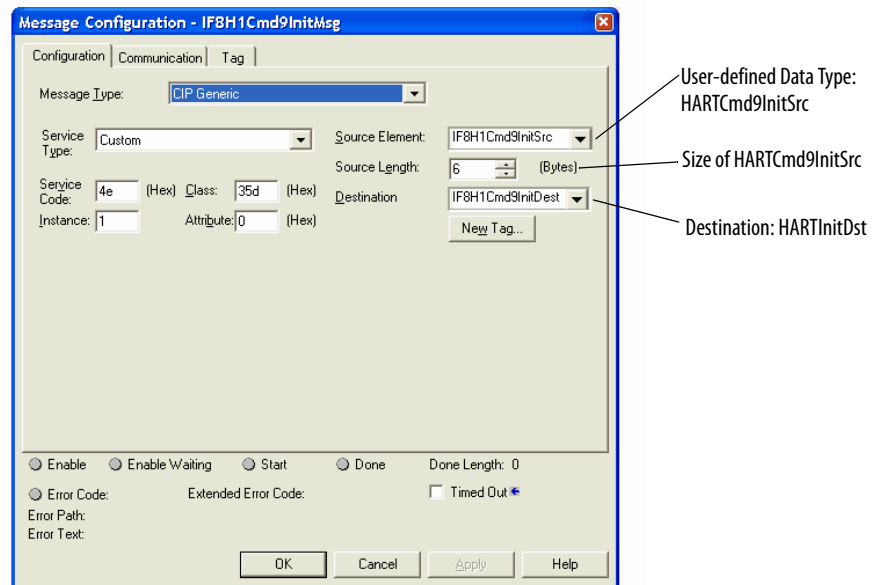 Message Configuration - IF8H1Cmd9InitMsg
Configuration Communication Tag
Message Type: CIP Generic
Service Type: Custom
Service Code: 4e (Hex) Class: 35d (Hex)
Instance: 1 Attribute: 0 (Hex)
Source Element: IF8H1Cmd9InitSrc
Source Length: 6 (Bytes)
Destination IF8H1Cmd9InitDest
New Tag...
User-defined Data Type:
HARTCmd9InitSrc
Size of HARTCmd9InitSrc
Destination: HARTInitDst
Enable Enable Waiting Start Done Done Length: 0
Error Code: Extended Error Code: Timed Out
Error Path:
Error Text:
OK Cancel Apply Help